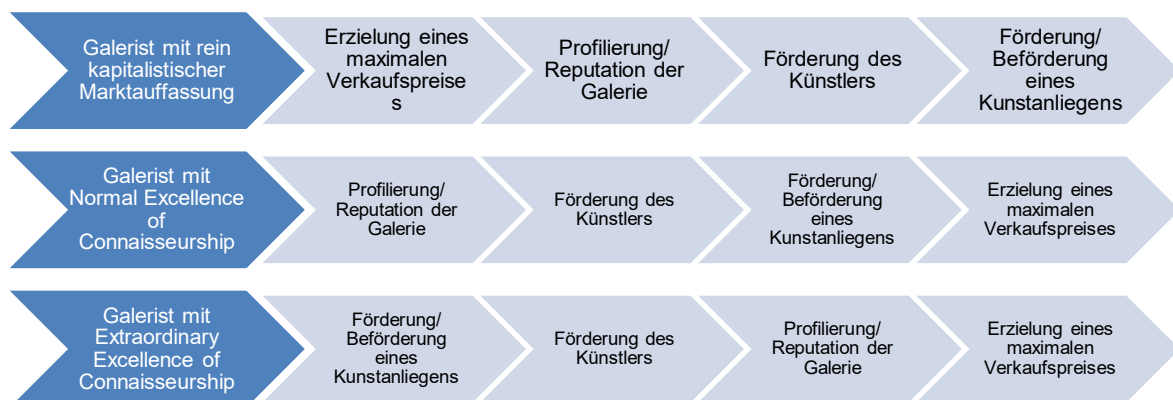 Galerist mit rein
kapitalistischer
Marktauffassung
Erzielung eines
maximalen
Verkaufspreise
s
Profilierung/
Reputation der
Galerie
Förderung des
Künstlers
Förderung/
Beförderung
eines
Kunstanliegens
Galerist mit
Normal Excellence
of
Connaisseurship
Profilierung/
Reputation der
Galerie
Förderung des
Künstlers
Förderung/
Beförderung
eines
Kunstanliegens
Erzielung eines
maximalen
Verkaufspreises
Galerist mit
Extraordinary
Excellence of
Connaisseurship
Förderung/
Beförderung
eines
Kunstanliegens
Förderung des
Künstlers
Profilierung/
Reputation der
Galerie
Erzielung eines
maximalen
Verkaufspreises